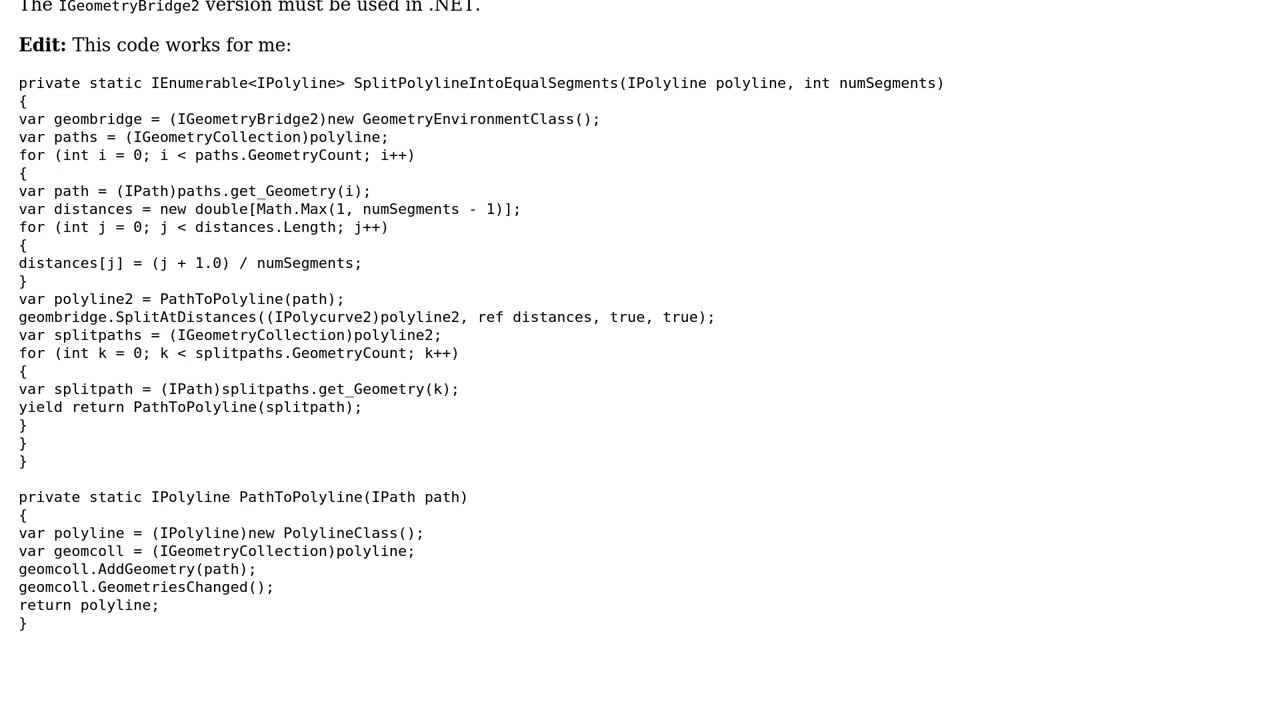 The IGeometryBridge2 version must be used in .NET.
Edit: This code works for me:
private static IEnumerable<IPolyline> SplitPolylineIntoEqualSegments(IPolyline polyline, int numSegments)
{
var geombridge = (IGeometryBridge2)new GeometryEnvironmentClass();
var paths = (IGeometryCollection)polyline;
for (int i = 0; i < paths.GeometryCount; i++)
{
var path = (IPath)paths.get_Geometry(i);
var distances = new double[Math.Max(1, numSegments - 1)];
for (int j = 0; j < distances.Length; j++)
{
distances[j] = (j + 1.0) / numSegments;
}
var polyline2 = PathToPolyline(path);
geombridge.SplitAtDistances((IPolycurve2)polyline2, ref distances, true, true);
var splitpaths = (IGeometryCollection)polyline2;
for (int k = 0; k < splitpaths.GeometryCount; k++)
{
var splitpath = (IPath)splitpaths.get_Geometry(k);
yield return PathToPolyline(splitpath);
}
}
}
private static IPolyline PathToPolyline(IPath path)
{
var polyline = (IPolyline)new PolylineClass();
var geomcoll = (IGeometryCollection)polyline;
geomcoll.AddGeometry(path);
geomcoll.GeometriesChanged();
return polyline;
}